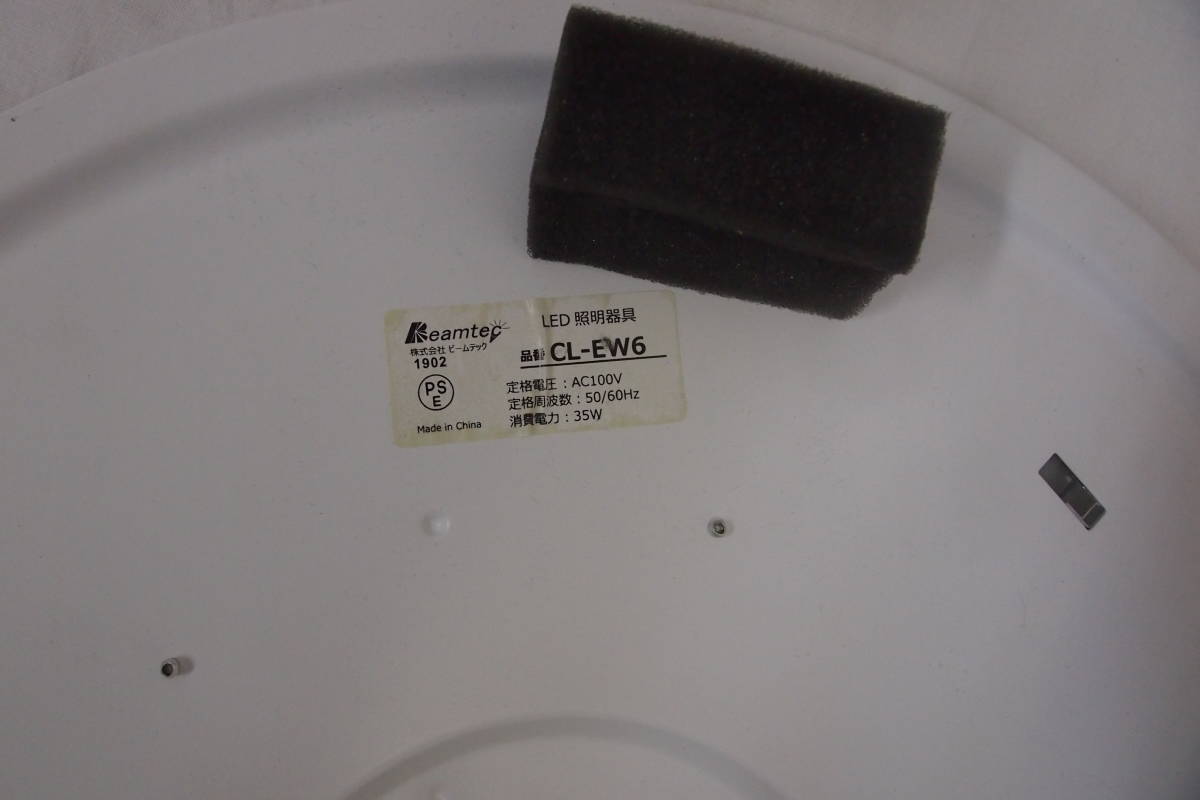 Beamtec
株式会社 ビームテック
1902
PS
E
Made in China
LED 照明器具
品番 CL-EW6
定格電圧：AC100V
定格周波数：50/60Hz
消費電力：35W